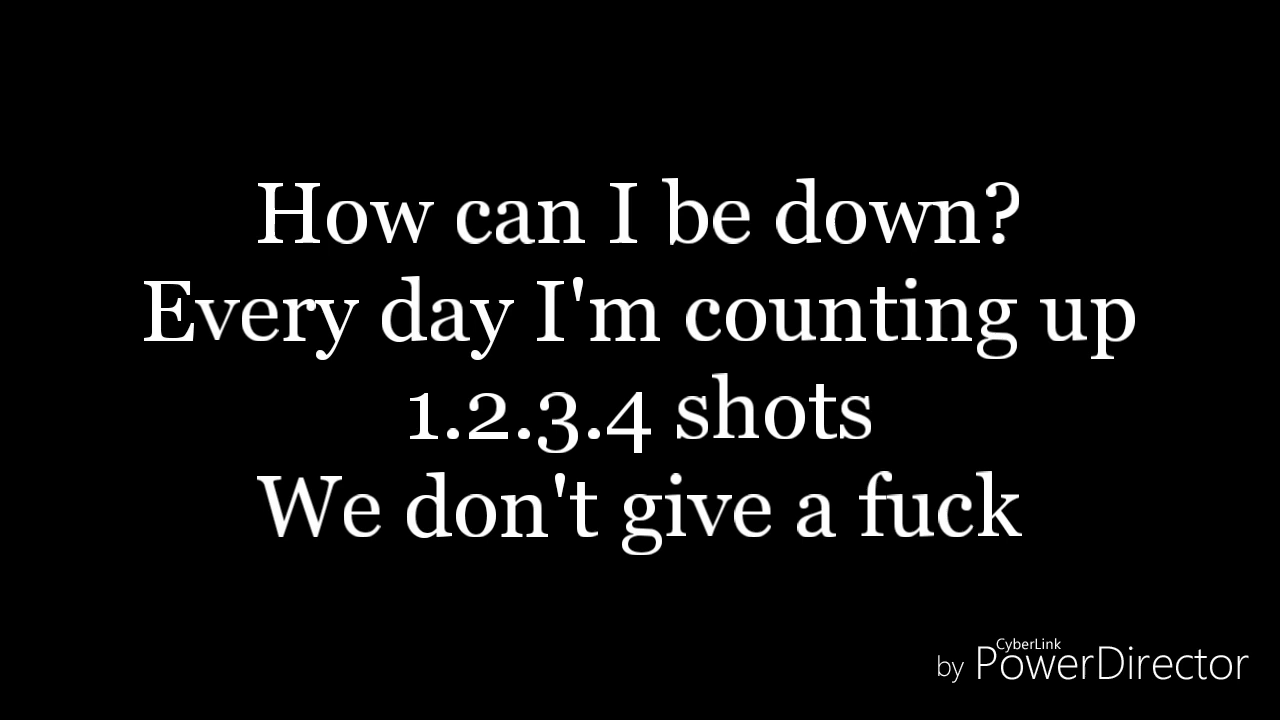 How can I be down?
Every day I'm counting up
1.2.3.4 shots
We don't give a fuck
by CyberLink PowerDirector